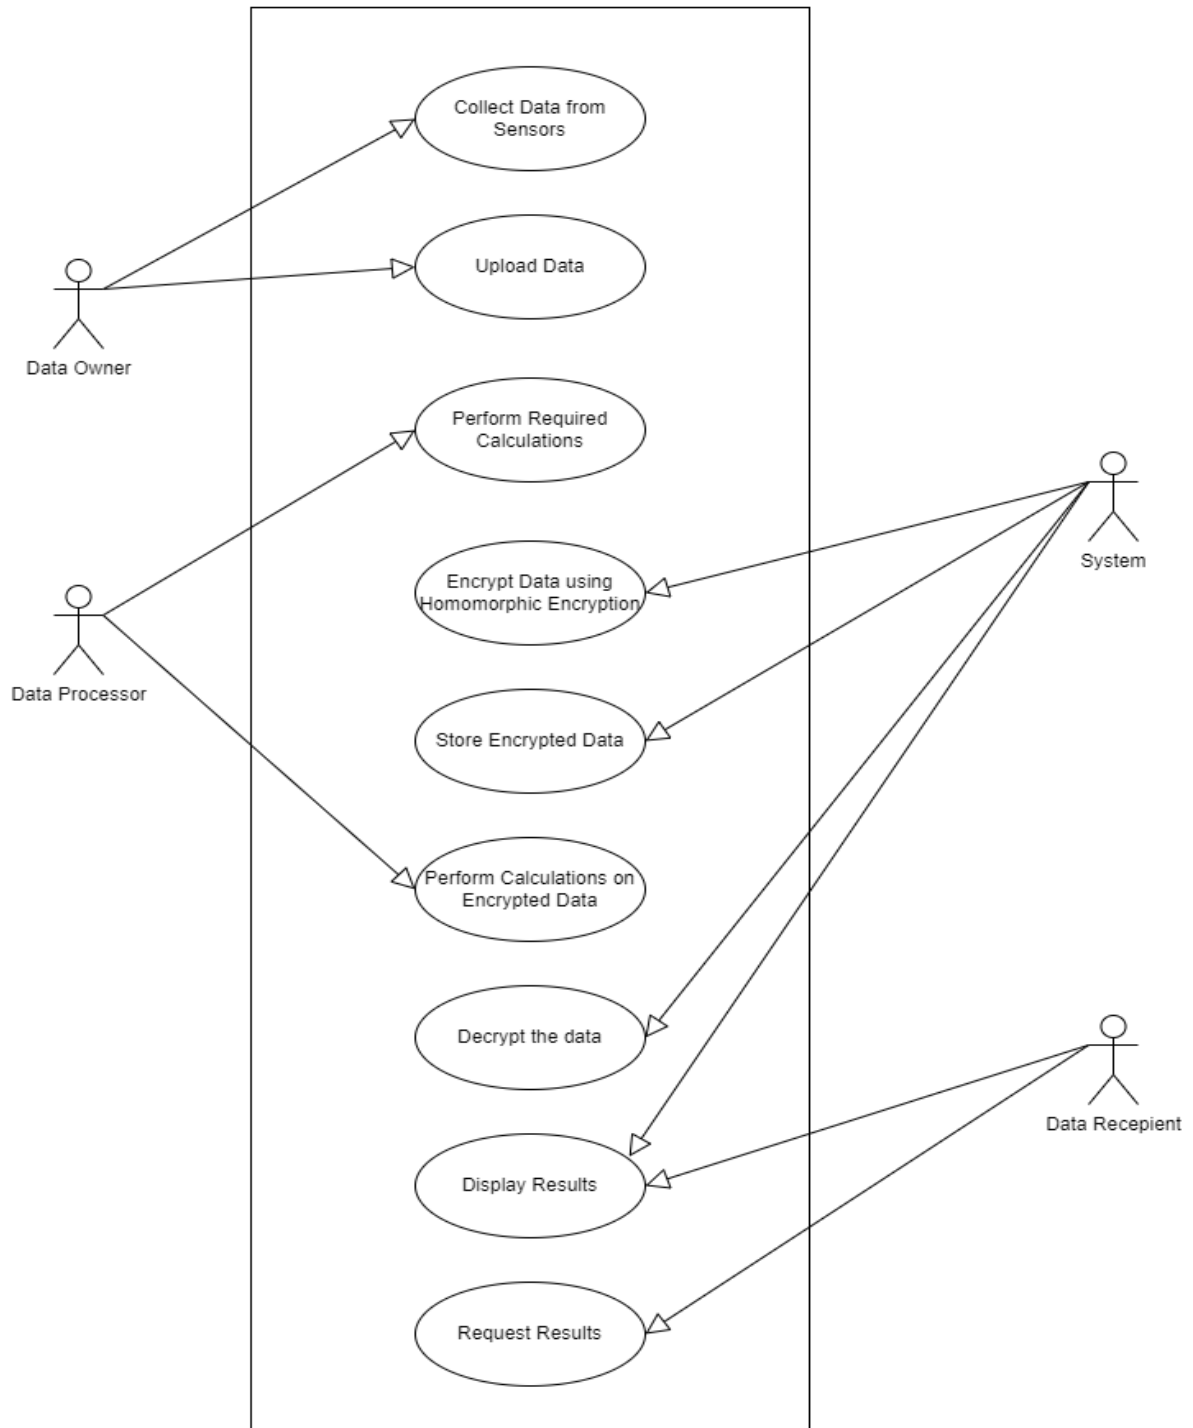 Collect Data from
Sensors
Upload Data
Data Owner
Perform Required
Calculations
System
Encrypt Data using
Homomorphic Encryption
Data Processor
Store Encrypted Data
Perform Calculations on
Encrypted Data
Decrypt the data
Data Recepient
Display Results
Request Results